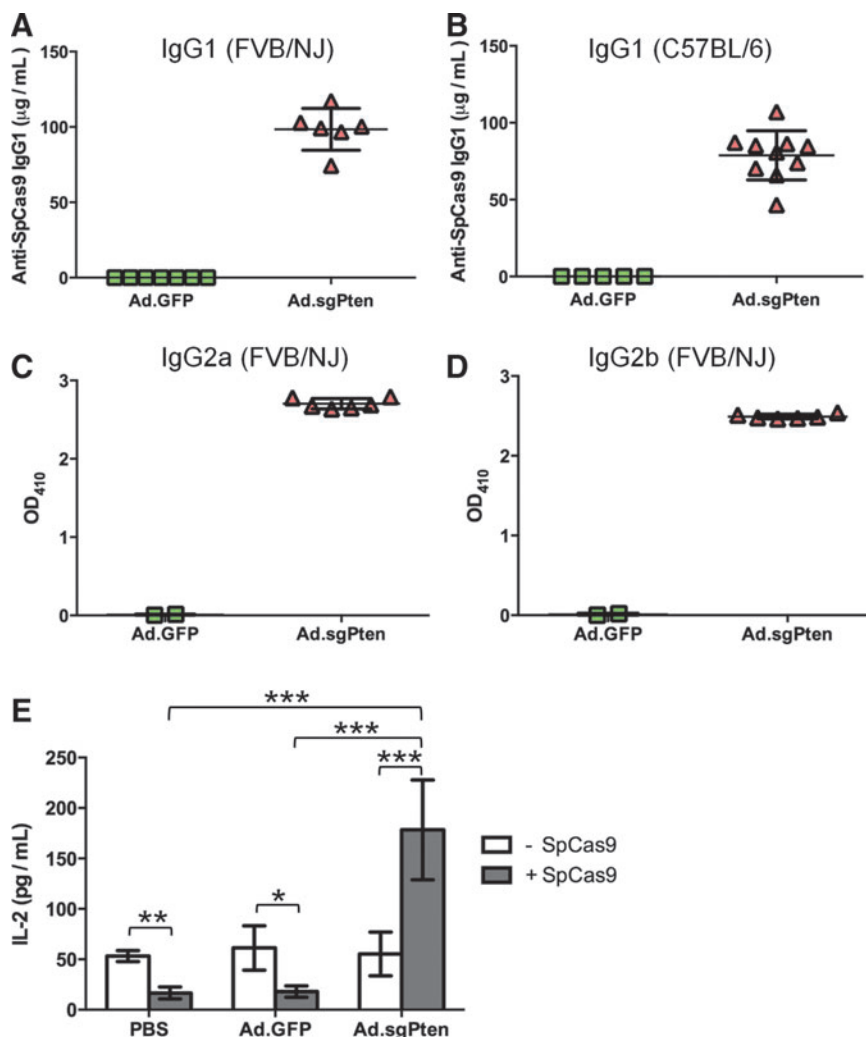 A
IgG1 (FVB/NJ)
Anti-SpCas9 IgG1 (µg / mL)
150
100
50
0
Ad.GFP
Ad.sgPten
B
IgG1 (C57BL/6)
Anti-SpCas9 IgG1 (µg / mL)
150
100
50
0
Ad.GFP
Ad.sgPten
C
IgG2a (FVB/NJ)
OD410
3
2
1
0
Ad.GFP
Ad.sgPten
D
IgG2b (FVB/NJ)
OD410
3
2
1
0
Ad.GFP
Ad.sgPten
E
IL-2 (pg / mL)
250
200
150
100
50
0
***
***
***
**
*
PBS
Ad.GFP
Ad.sgPten
- SpCas9
+ SpCas9